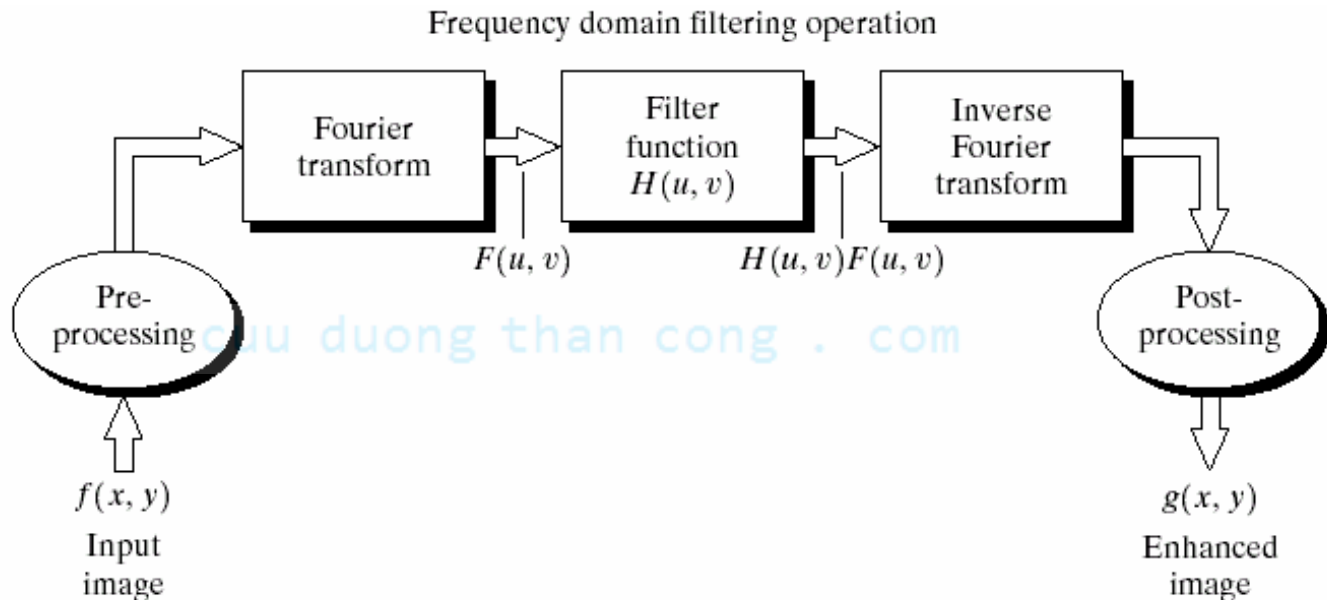 Frequency domain filtering operation
Fourier
transform
Filter
function
H(u, v)
Inverse
Fourier
transform
F(u, v)
H(u, v)F(u, v)
Pre-
processing
Post-
processing
cuu duong than cong . com
f(x, y)
Input
image
g(x, y)
Enhanced
image